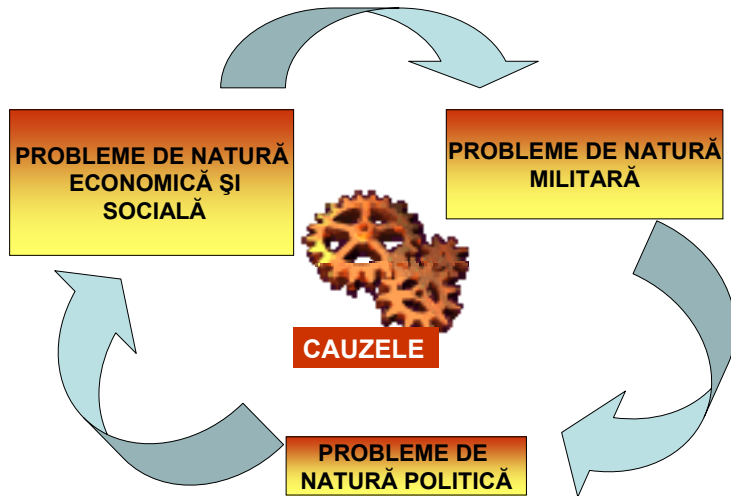 PROBLEME DE NATURĂ
ECONOMICĂ ŞI
SOCIALĂ
PROBLEME DE NATURĂ
MILITARĂ
CAUZELE
PROBLEME DE
NATURĂ POLITICĂ